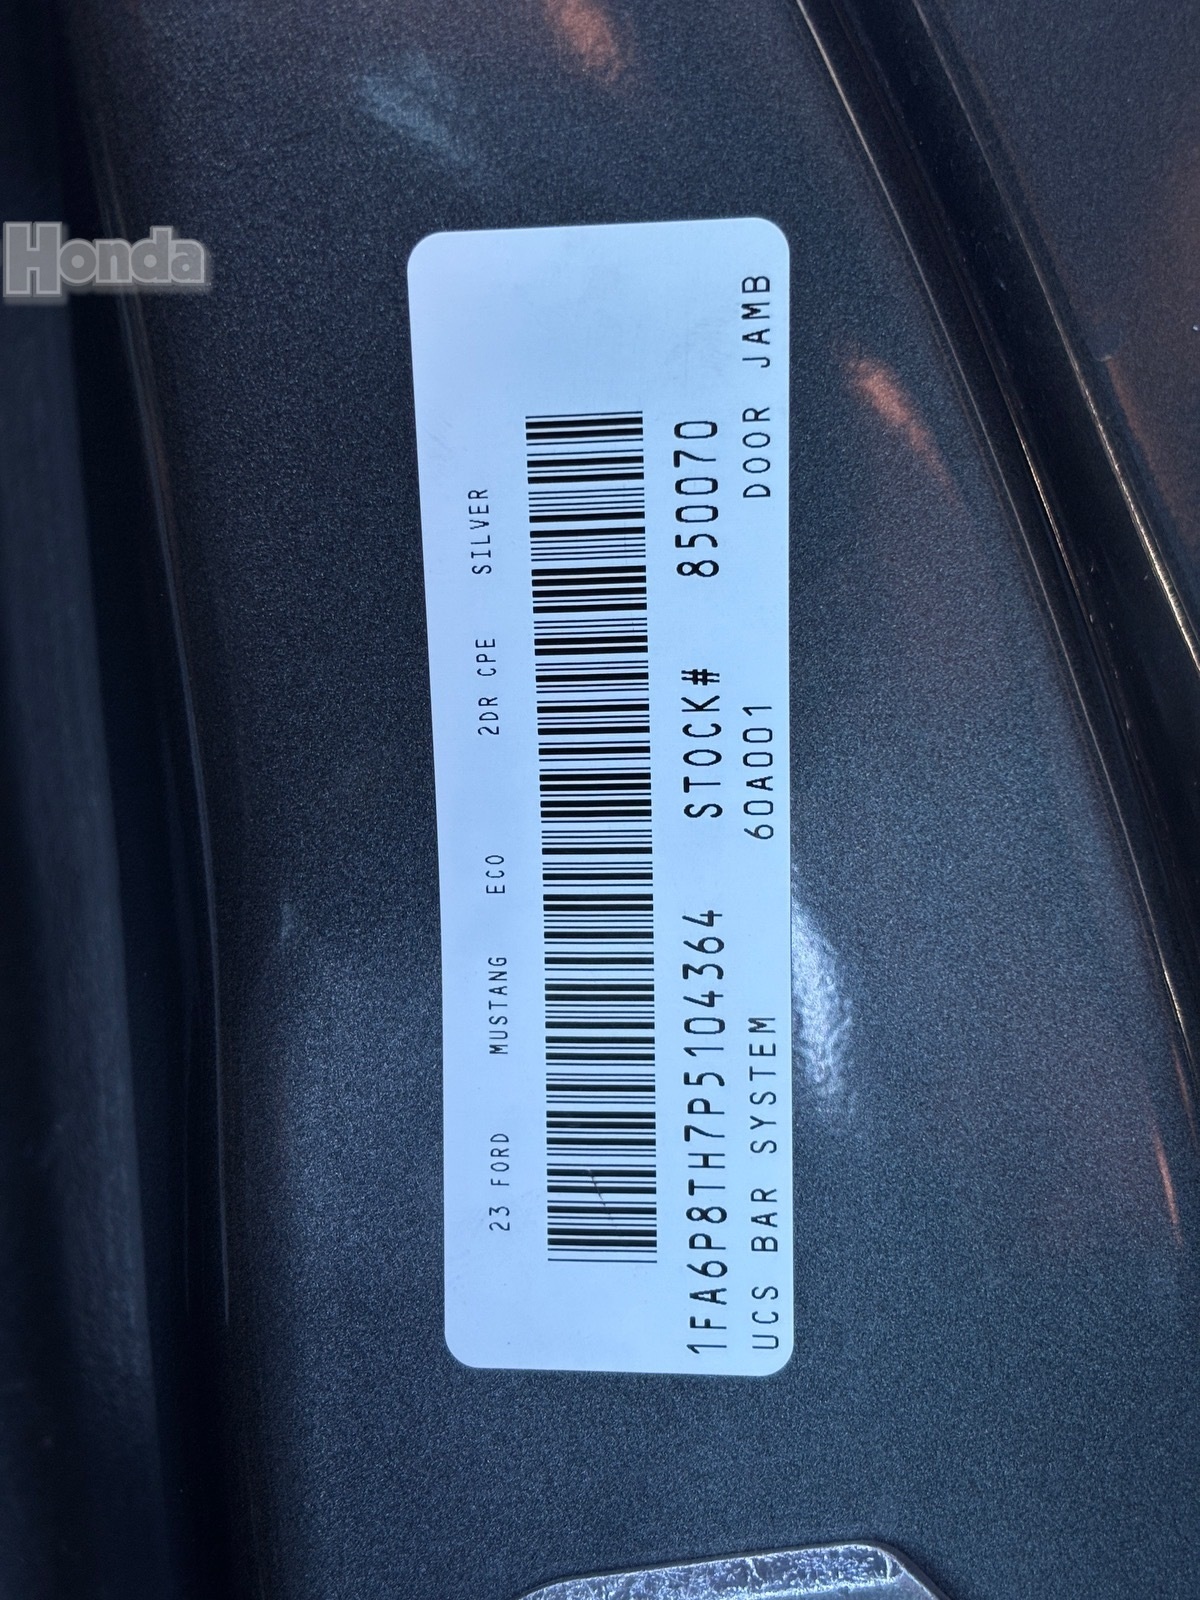 Honda
23 FORD MUSTANG ECO 2DR CPE SILVER
1FA6P8TH7P5104364 STOCK# 850070
UCS BAR SYSTEM 60A001 DOOR JAMB